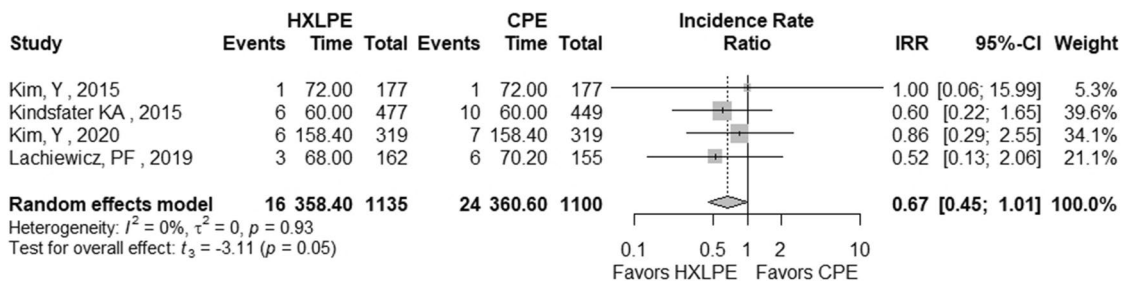 HXLPE CPE Incidence Rate
Study Events Time Total Events Time Total Ratio IRR 95%-CI Weight
Kim, Y , 2015 1 72.00 177 1 72.00 177 1.00 [0.06; 15.99] 5.3%
Kindsfater KA , 2015 6 60.00 477 10 60.00 449 0.60 [0.22; 1.65] 39.6%
Kim, Y , 2020 6 158.40 319 7 158.40 319 0.86 [0.29; 2.55] 34.1%
Lachiewicz, PF , 2019 3 68.00 162 6 70.20 155 0.52 [0.13; 2.06] 21.1%
Random effects model 16 358.40 1135 24 360.60 1100 0.67 [0.45; 1.01] 100.0%
Heterogeneity: I² = 0%, τ² = 0, p = 0.93
Test for overall effect: t₃ = -3.11 (p = 0.05)
0.1 0.5 1 2 10
Favors HXLPE Favors CPE